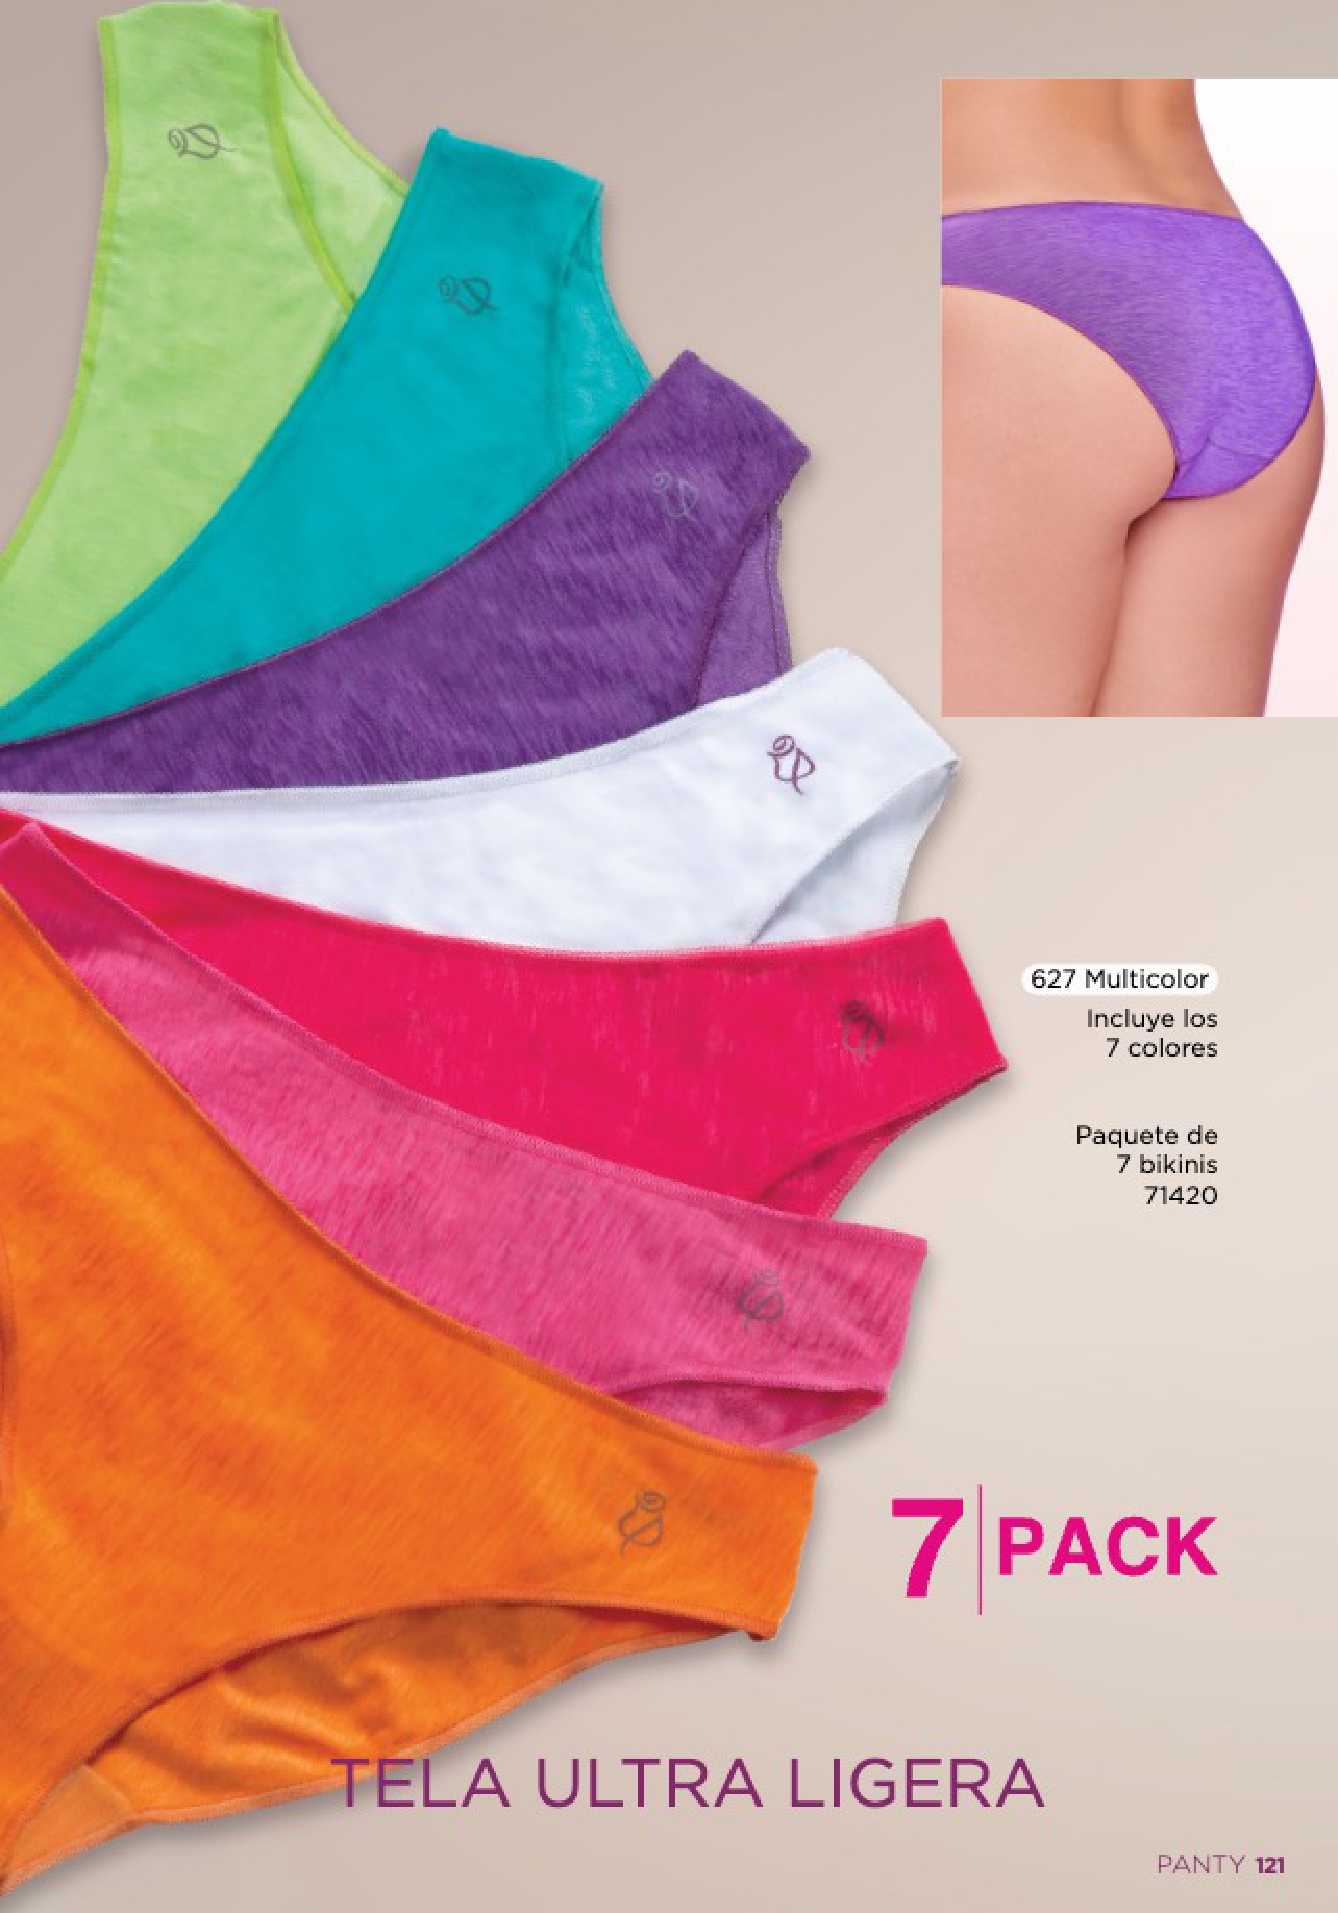 627 Multicolor
Incluye los
7 colores
Paquete de
7 bikinis
71420
7 PACK
TELA ULTRA LIGERA
PANTY 121